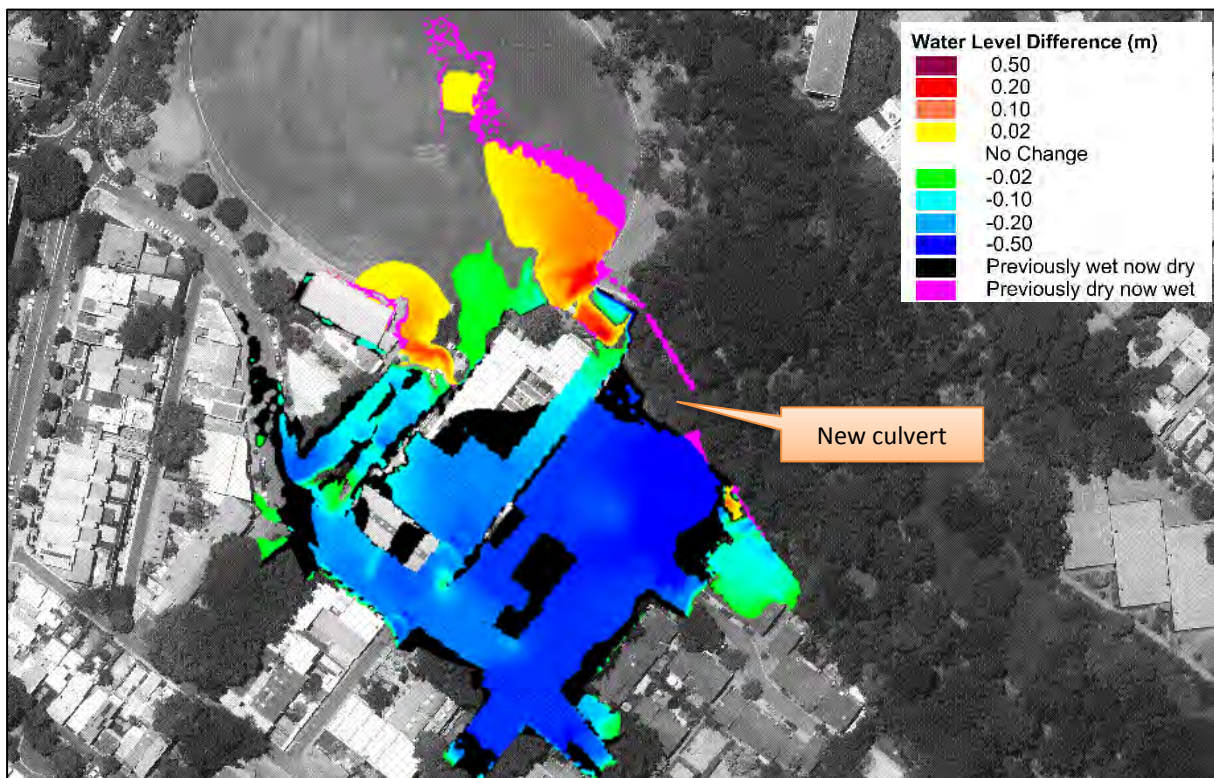 Water Level Difference (m)
0.50
0.20
0.10
0.02
No Change
-0.02
-0.10
-0.20
-0.50
Previously wet now dry
Previously dry now wet
New culvert